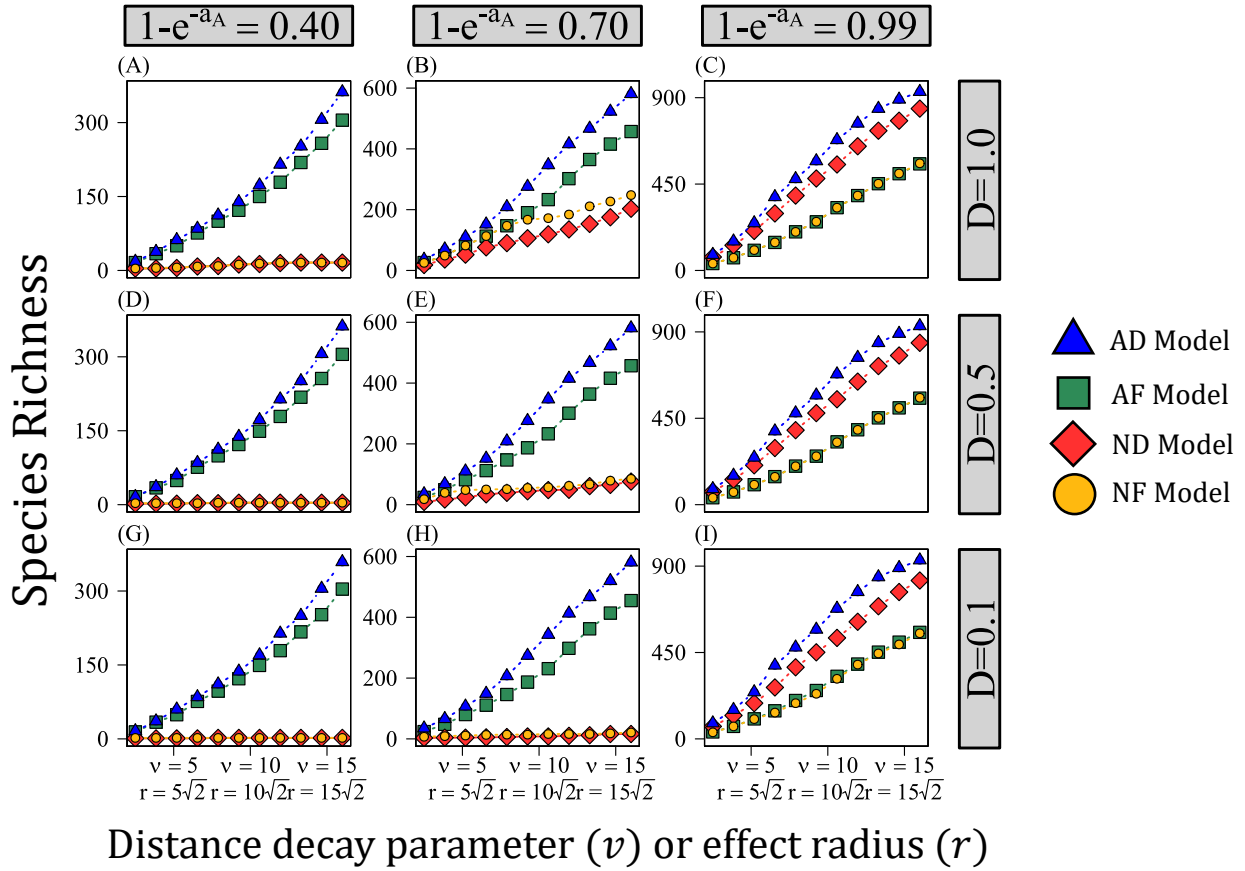 1-e^{-a_A} = 0.40 1-e^{-a_A} = 0.70 1-e^{-a_A} = 0.99
(A) (B) (C)
300
150
0
600
400
200
0
900
450
0
D=1.0
(D) (E) (F)
300
150
0
600
400
200
0
900
450
0
D=0.5
(G) (H) (I)
300
150
0
600
400
200
0
900
450
0
D=0.1
Species Richness
AD Model
AF Model
ND Model
NF Model
ν = 5 ν = 10 ν = 15 ν = 5 ν = 10 ν = 15 ν = 5 ν = 10 ν = 15
r = 5√2 r = 10√2 r = 15√2 r = 5√2 r = 10√2 r = 15√2 r = 5√2 r = 10√2 r = 15√2
Distance decay parameter (v) or effect radius (r)